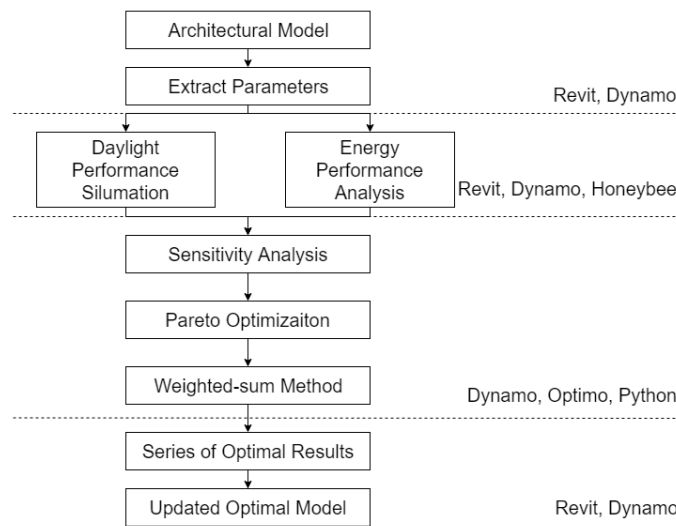 Architectural Model
Extract Parameters
Revit, Dynamo
Daylight
Performance
Silumation
Energy
Performance
Analysis
Revit, Dynamo, Honeybee
Sensitivity Analysis
Pareto Optimizaiton
Weighted-sum Method
Dynamo, Optimo, Python
Series of Optimal Results
Updated Optimal Model
Revit, Dynamo